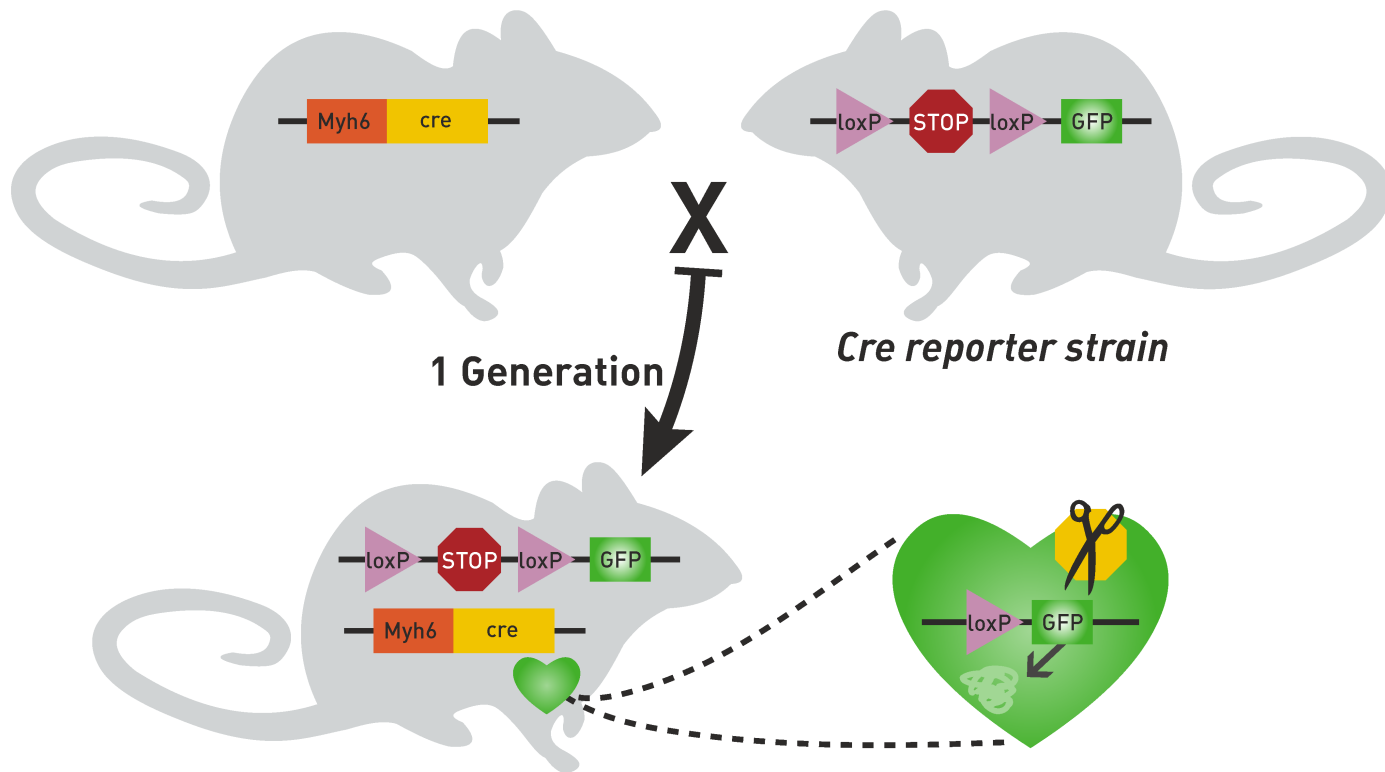 Myh6 cre
loxP STOP loxP GFP
X
Cre reporter strain
1 Generation
loxP STOP loxP GFP
Myh6 cre
loxP GFP